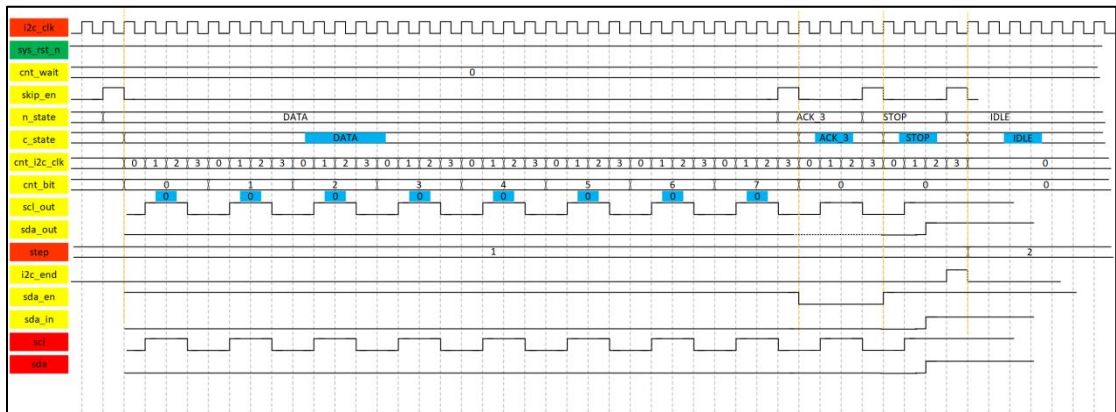 i2c_clk
sys_rst_n
cnt_wait 0
skip_en
n_state DATA ACK_3 STOP IDLE
c_state DATA ACK_3 STOP IDLE
cnt_i2c_clk 0 1 2 3 0 1 2 3 0 1 2 3 0 1 2 3 0 1 2 3 0 1 2 3 0 1 2 3 0 1 2 3 0 1 2 3 0 1 2 3 0
cnt_bit 0 1 2 3 4 5 6 7 0 0 0
0 0 0 0 0 0 0 0
scl_out
sda_out
step 1 2
i2c_end
sda_en
sda_in
scl
sda